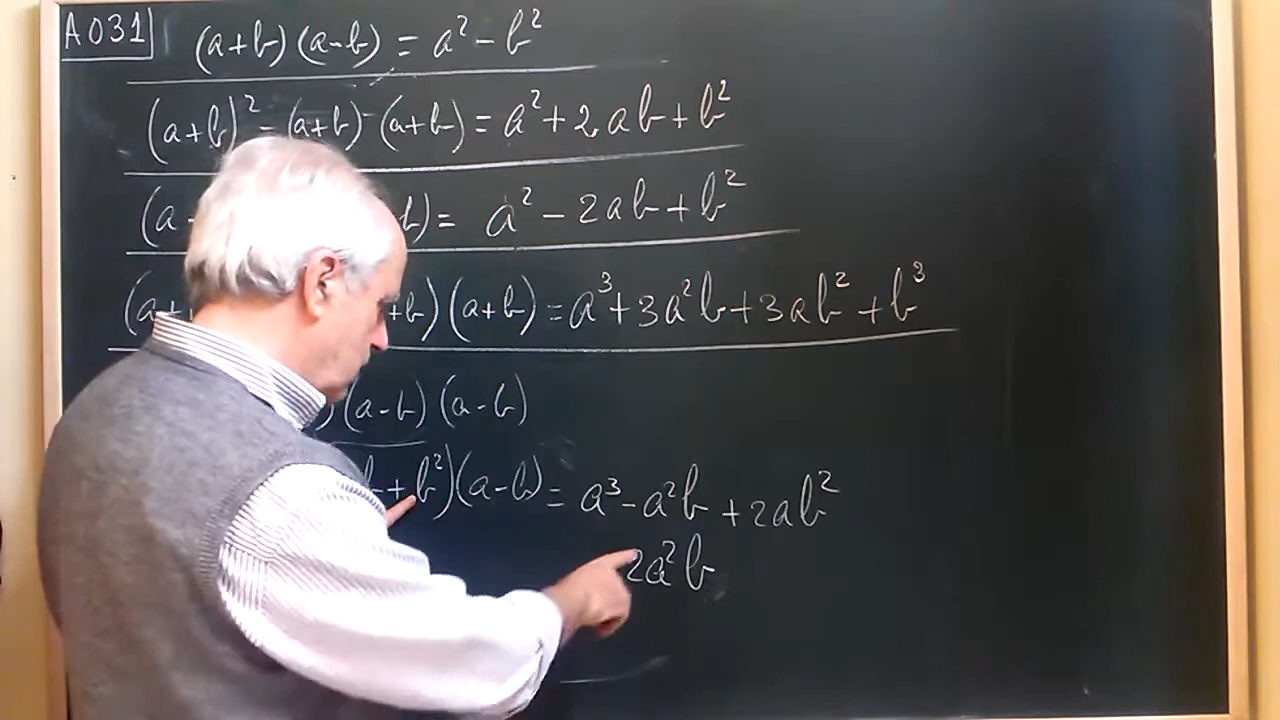 A031
(a+b)(a-b) = a² - b²
(a+b)² = (a+b)·(a+b) = a² + 2ab + b²
(a b) = a² - 2ab + b²
(a+ +b)(a+b) = a³ + 3a²b + 3ab² + b³
)(a-b)(a-b)
b + b²)(a-b) = a³ - a²b + 2ab²
2a²b